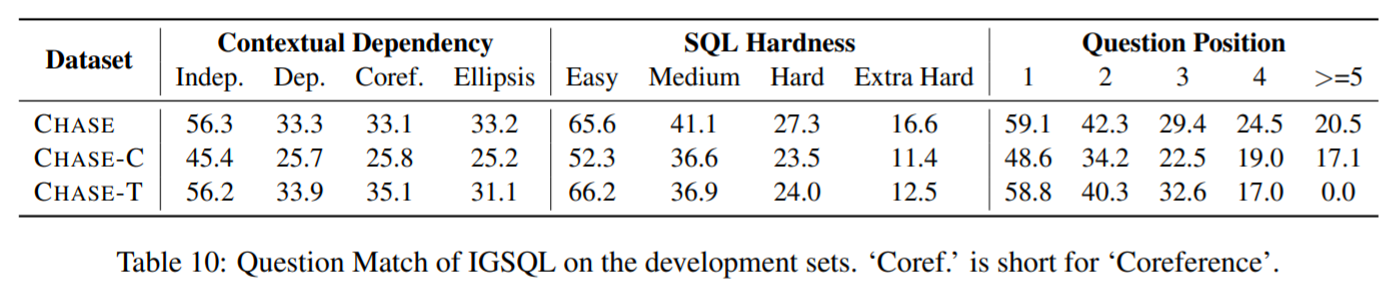 Dataset Contextual Dependency SQL Hardness Question Position
Indep. Dep. Coref. Ellipsis Easy Medium Hard Extra Hard 1 2 3 4 >=5
CHASE 56.3 33.3 33.1 33.2 65.6 41.1 27.3 16.6 59.1 42.3 29.4 24.5 20.5
CHASE-C 45.4 25.7 25.8 25.2 52.3 36.6 23.5 11.4 48.6 34.2 22.5 19.0 17.1
CHASE-T 56.2 33.9 35.1 31.1 66.2 36.9 24.0 12.5 58.8 40.3 32.6 17.0 0.0
Table 10: Question Match of IGSQL on the development sets. ‘Coref.’ is short for ‘Coreference’.